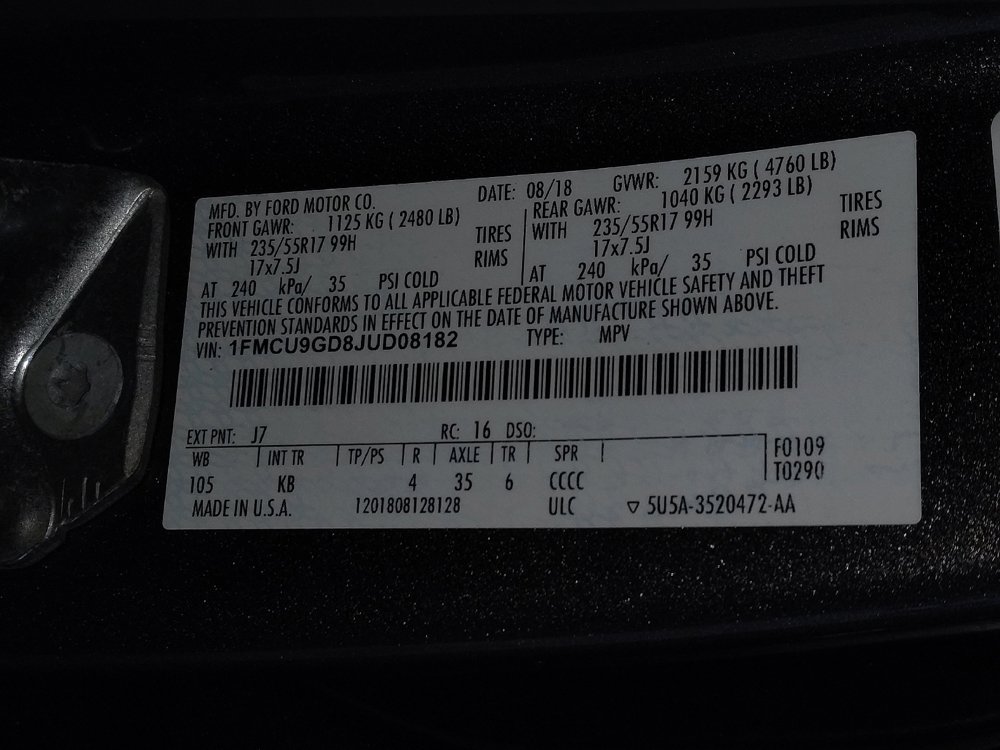 MFD. BY FORD MOTOR CO. DATE: 08/18 GVWR: 2159 KG ( 4760 LB)
FRONT GAWR: 1125 KG ( 2480 LB) REAR GAWR: 1040 KG ( 2293 LB)
WITH 235/55R17 99H TIRES WITH 235/55R17 99H TIRES
17x7.5J RIMS 17x7.5J RIMS
AT 240 kPa/ 35 PSI COLD AT 240 kPa/ 35 PSI COLD
THIS VEHICLE CONFORMS TO ALL APPLICABLE FEDERAL MOTOR VEHICLE SAFETY AND THEFT
PREVENTION STANDARDS IN EFFECT ON THE DATE OF MANUFACTURE SHOWN ABOVE.
VIN: 1FMCU9GD8JUD08182 TYPE: MPV
EXT PNT: J7 RC: 16 DSO:
WB INT TR TP/PS R AXLE TR SPR F0109
105 KB 4 35 6 CCCC T0290
MADE IN U.S.A. 1201808128128 ULC ▽ 5U5A-3520472-AA